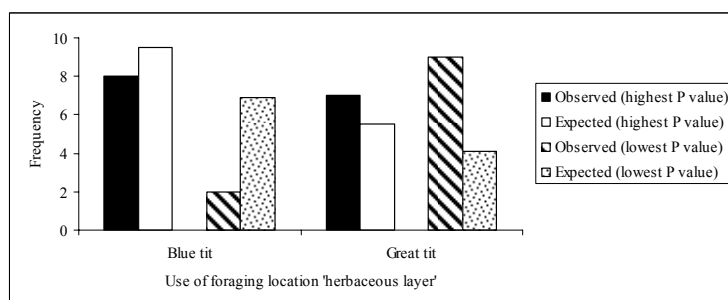 10
8
6
4
2
0
Frequency
Blue tit
Great tit
Use of foraging location 'herbaceous layer'
Observed (highest P value)
Expected (highest P value)
Observed (lowest P value)
Expected (lowest P value)